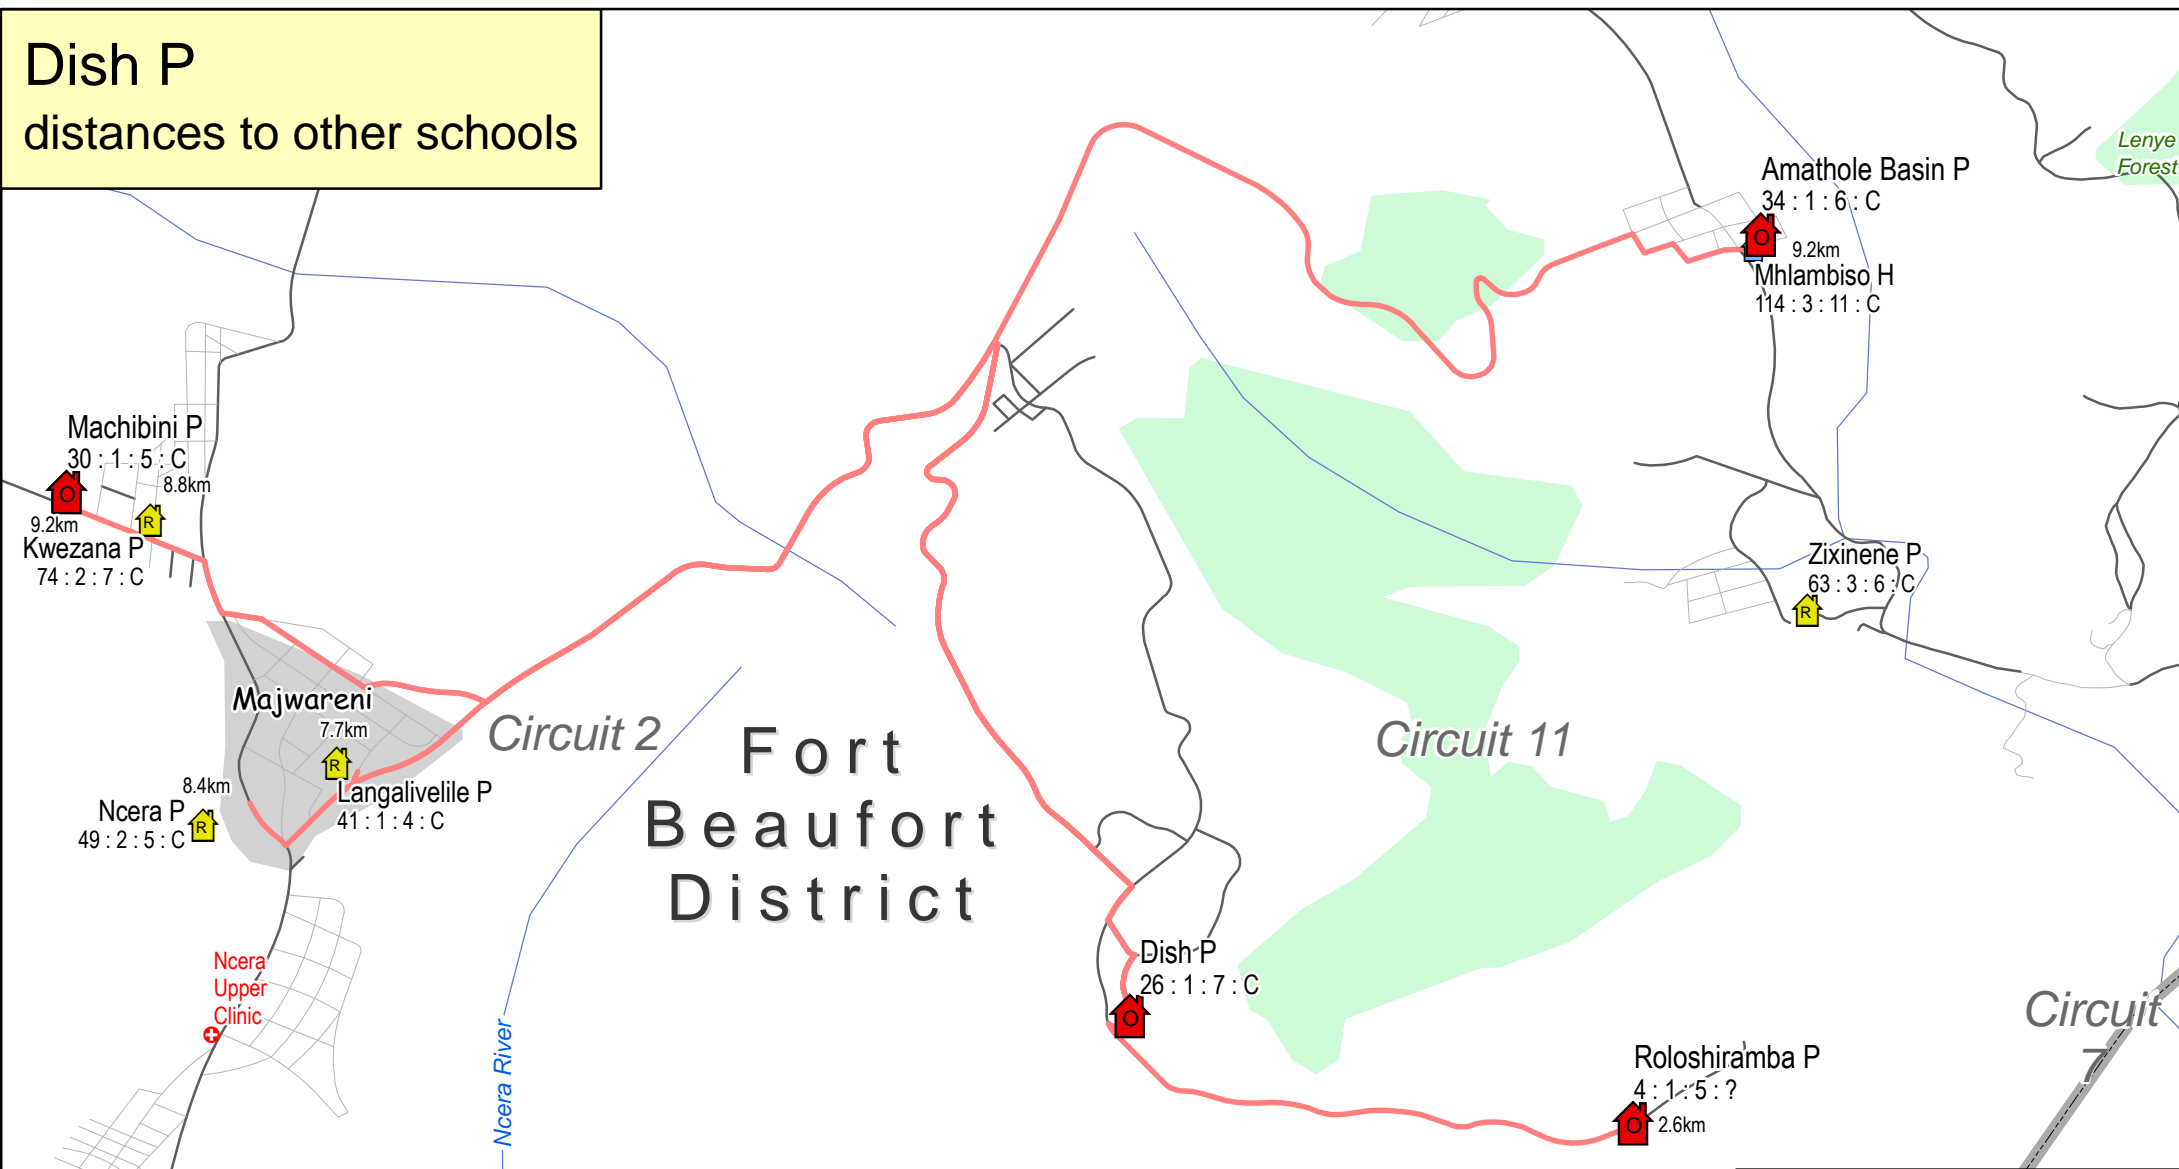 Dish P
distances to other schools
Lenye
Forest
Amathole Basin P
34 : 1 : 6 : C
O
9.2km
Mhlambiso H
114 : 3 : 11 : C
Machibini P
30 : 1 : 5 : C
O
8.8km
R
9.2km
Kwezana P
74 : 2 : 7 : C
Zixinene P
63 : 3 : 6 : C
R
Majwareni
7.7km
R
Circuit 2
Circuit 11
Fort
Beaufort
District
8.4km
Langalivelile P
41 : 1 : 4 : C
Ncera P
49 : 2 : 5 : C
R
Dish P
26 : 1 : 7 : C
O
Ncera
Upper
Clinic
Ncera River
Circuit
7
Roloshiramba P
4 : 1 : 5 : ?
O
2.6km